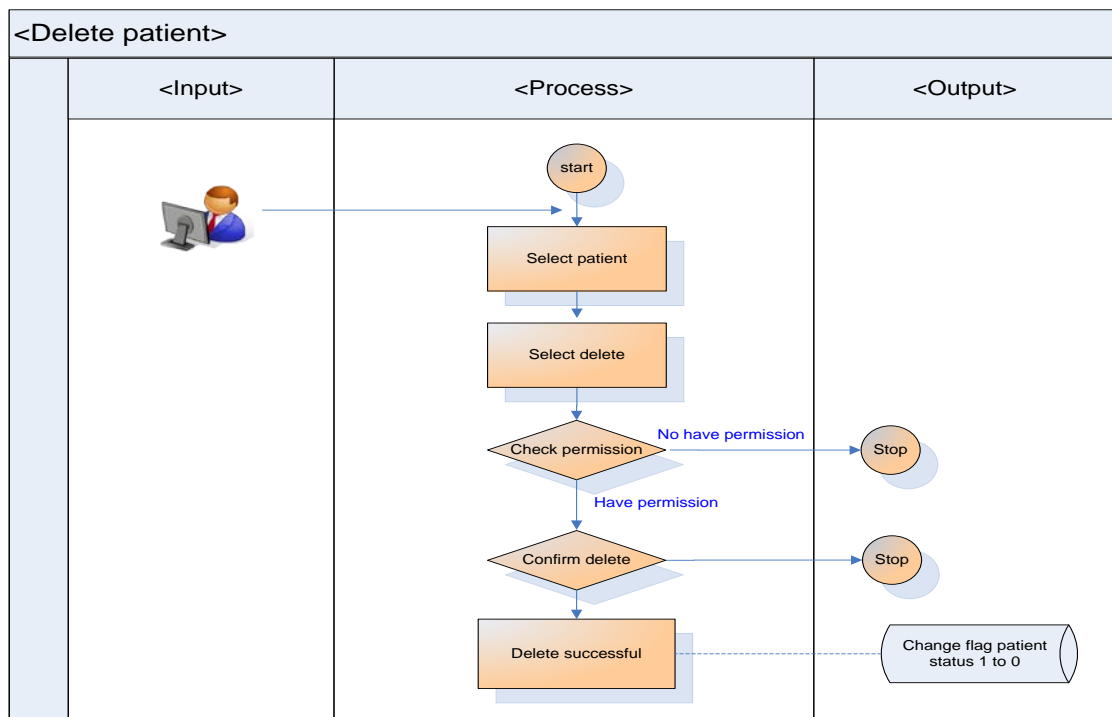 <Delete patient>
<Input>
<Process>
<Output>
start
Select patient
Select delete
Check permission
No have permission
Stop
Have permission
Confirm delete
Stop
Delete successful
Change flag patient
status 1 to 0